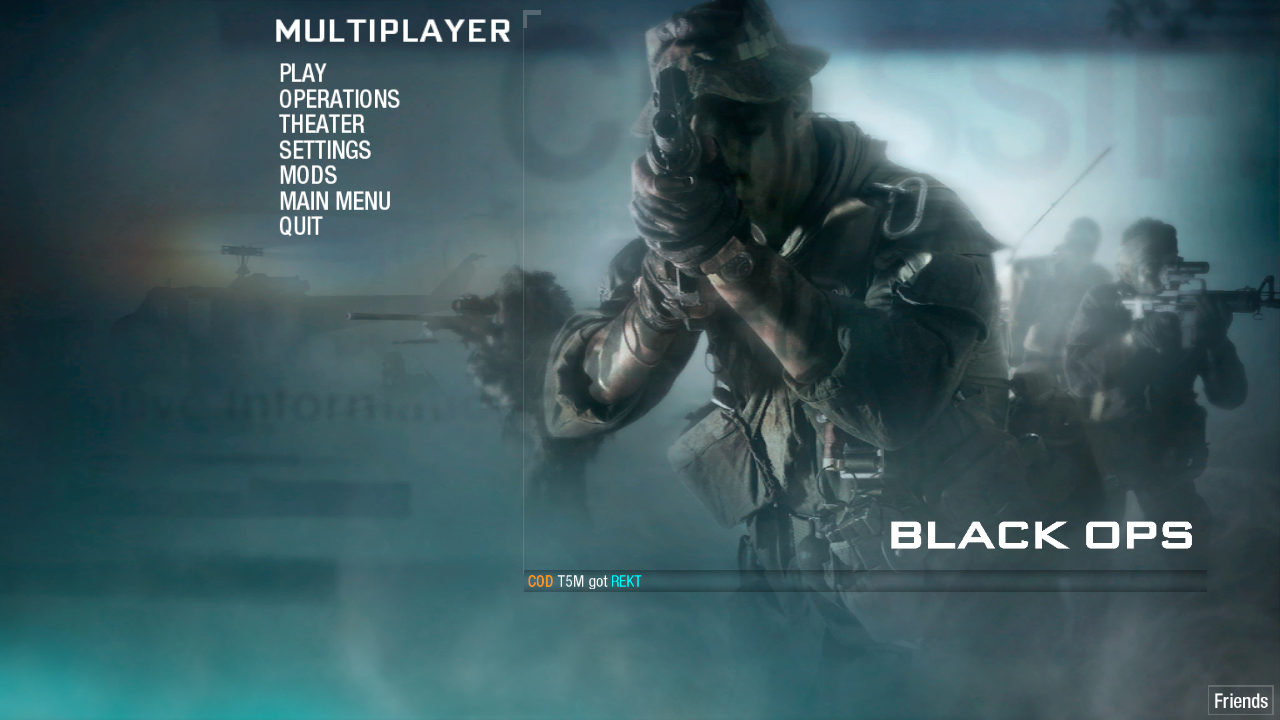 MULTIPLAYER
PLAY
OPERATIONS
THEATER
SETTINGS
MODS
MAIN MENU
QUIT
BLACK OPS
COD T5M got REKT
Friends